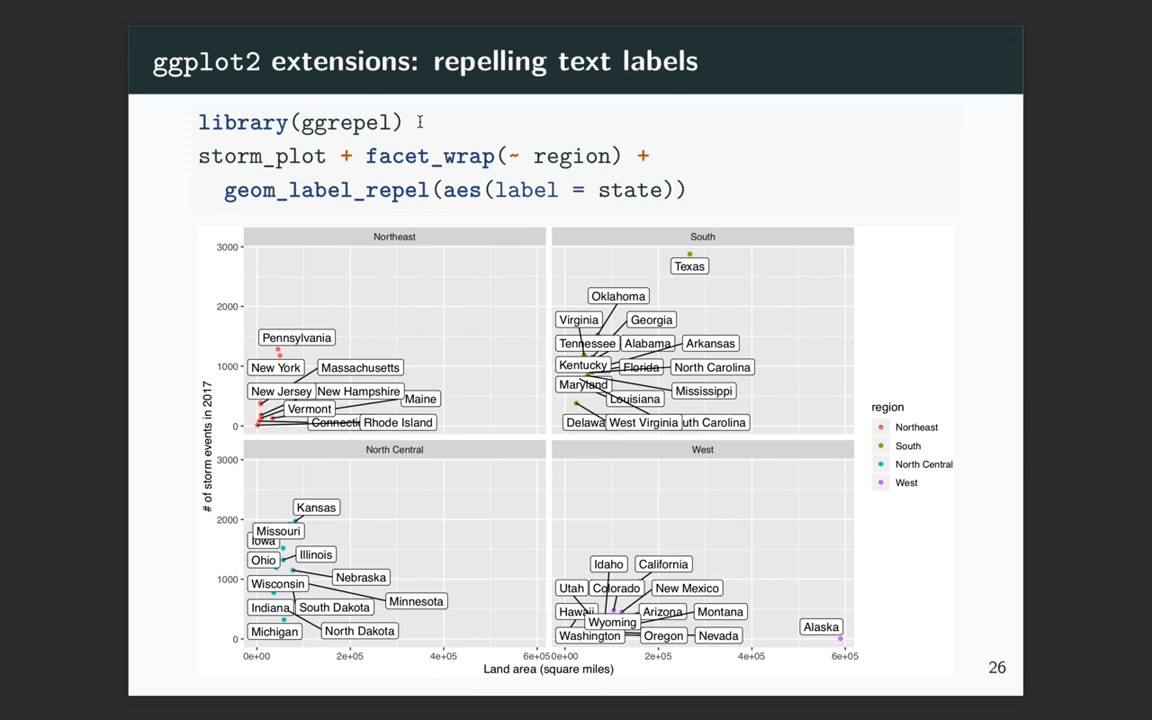 ggplot2 extensions: repelling text labels
library(ggrepel)
storm_plot + facet_wrap(~ region) +
geom_label_repel(aes(label = state))
# of storm events in 2017
Northeast
3000
2000
1000
0
Pennsylvania
New York
Massachusetts
New Jersey
New Hampshire
Maine
Vermont
Connecti
Rhode Island
South
Texas
Oklahoma
Virginia
Georgia
Tennessee
Alabama
Arkansas
Kentucky
Florida
North Carolina
Maryland
Mississippi
Louisiana
Delawa
West Virginia
uth Carolina
North Central
3000
2000
1000
0
Kansas
Missouri
Iowa
Ohio
Illinois
Nebraska
Wisconsin
Minnesota
Indiana
South Dakota
Michigan
North Dakota
West
Idaho
California
Utah
Colorado
New Mexico
Hawaii
Arizona
Montana
Wyoming
Alaska
Washington
Oregon
Nevada
0e+00 2e+05 4e+05 6e+05 0e+00 2e+05 4e+05 6e+05
Land area (square miles)
region
Northeast
South
North Central
West
26